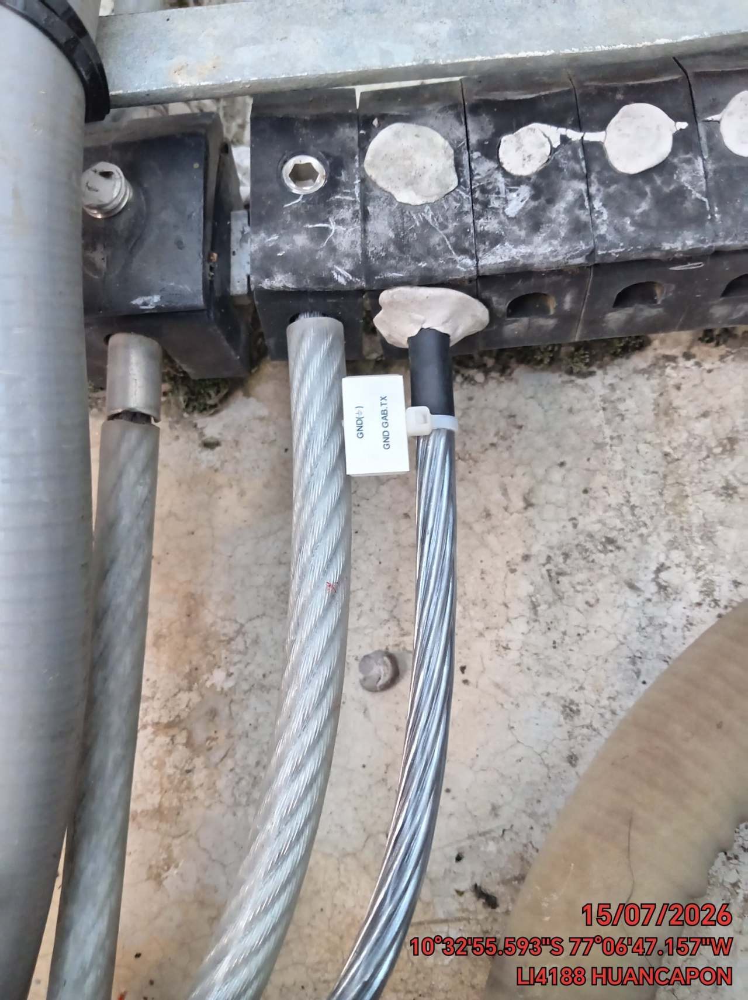 GND(⏚)
GND GAB.TX
15/07/2026
10°32'55.593"S 77°06'47.157"W
LI4188 HUANCAPON